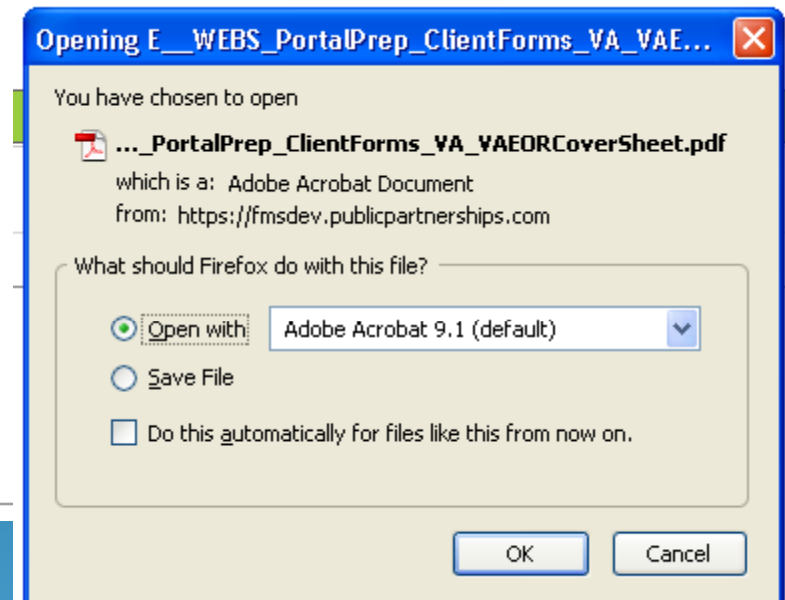 Opening E__WEBS_PortalPrep_ClientForms_VA_VAE...
You have chosen to open
..._PortalPrep_ClientForms_VA_VAEORCoverSheet.pdf
which is a: Adobe Acrobat Document
from: https://fmsdev.publicpartnerships.com
What should Firefox do with this file?
Open with Adobe Acrobat 9.1 (default)
Save File
Do this automatically for files like this from now on.
OK Cancel